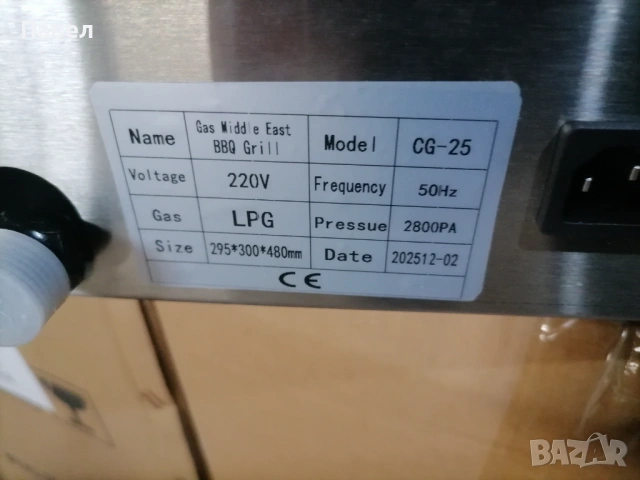 Name Gas Middle East BBQ Grill Model CG-25
Voltage 220V Frequency 50Hz
Gas LPG Pressue 2800PA
Size 295*300*480mm Date 202512-02
CE
BAZAR